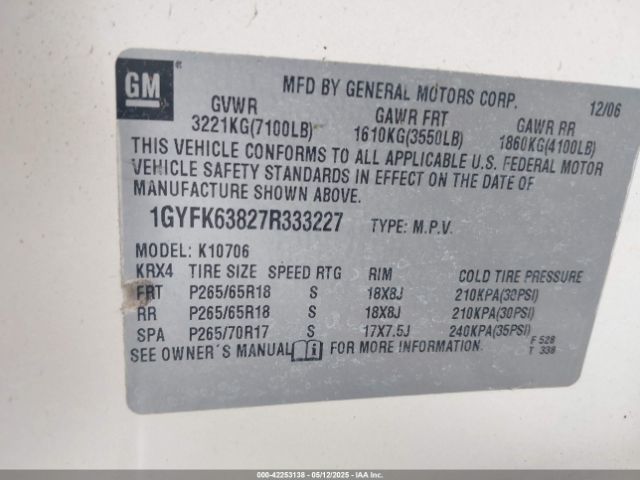 GM
MFD BY GENERAL MOTORS CORP. 12/06
GVWR GAWR FRT GAWR RR
3221KG(7100LB) 1610KG(3550LB) 1860KG(4100LB)
THIS VEHICLE CONFORMS TO ALL APPLICABLE U.S. FEDERAL MOTOR
VEHICLE SAFETY STANDARDS IN EFFECT ON THE DATE OF
MANUFACTURE SHOWN ABOVE.
1GYFK63827R333227 TYPE: M.P.V.
MODEL: K10706
KRX4 TIRE SIZE SPEED RTG RIM COLD TIRE PRESSURE
FRT P265/65R18 S 18X8J 210KPA(30PSI)
RR P265/65R18 S 18X8J 210KPA(30PSI)
SPA P265/70R17 S 17X7.5J 240KPA(35PSI)
SEE OWNER'S MANUAL FOR MORE INFORMATION. F 528
T 338
000-42253138 - 05/12/2025 - IAAI.COM